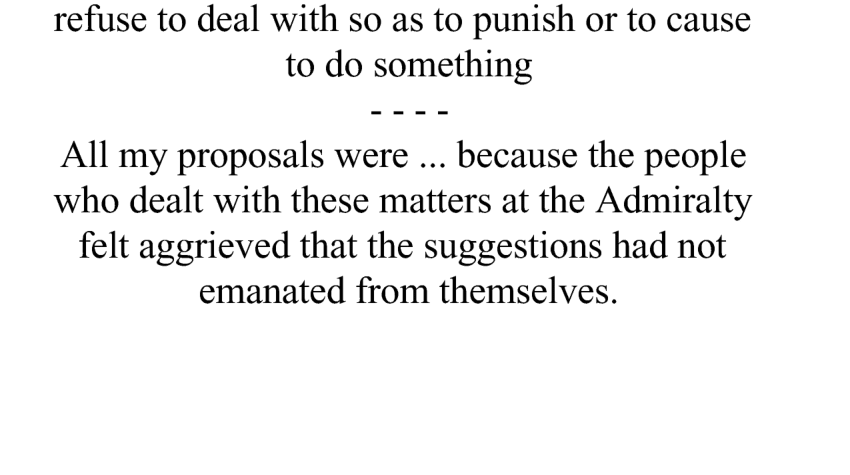 refuse to deal with so as to punish or to cause
to do something
- - - -
All my proposals were ... because the people
who dealt with these matters at the Admiralty
felt aggrieved that the suggestions had not
emanated from themselves.